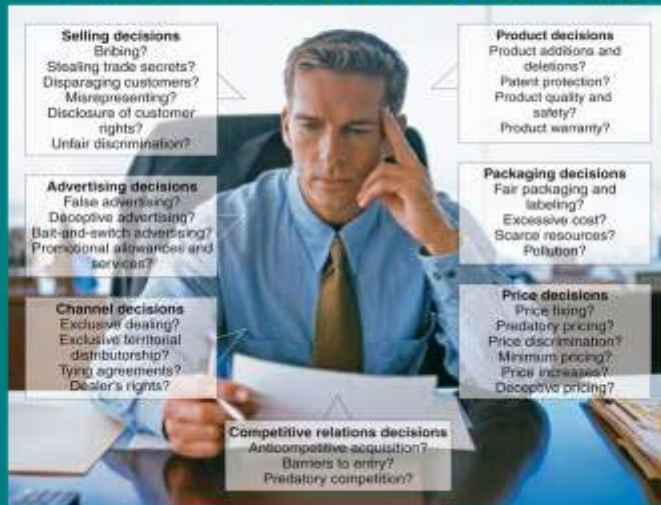 Selling decisions
Bribing?
Stealing trade secrets?
Disparaging customers?
Misrepresenting?
Disclosure of customer
rights?
Unfair discrimination?
Advertising decisions
False advertising?
Deceptive advertising?
Bait-and-switch advertising?
Promotional allowances and
services?
Channel decisions
Exclusive dealing?
Exclusive territorial
distributorship?
Tying agreements?
Dealer's rights?
Competitive relations decisions
Anticompetitive acquisition?
Barriers to entry?
Predatory competition?
Product decisions
Product additions and
deletions?
Patent protection?
Product quality and
safety?
Product warranty?
Packaging decisions
Fair packaging and
labeling?
Excessive cost?
Scarce resources?
Pollution?
Price decisions
Price fixing?
Predatory pricing?
Price discrimination?
Minimum pricing?
Price increases?
Deceptive pricing?